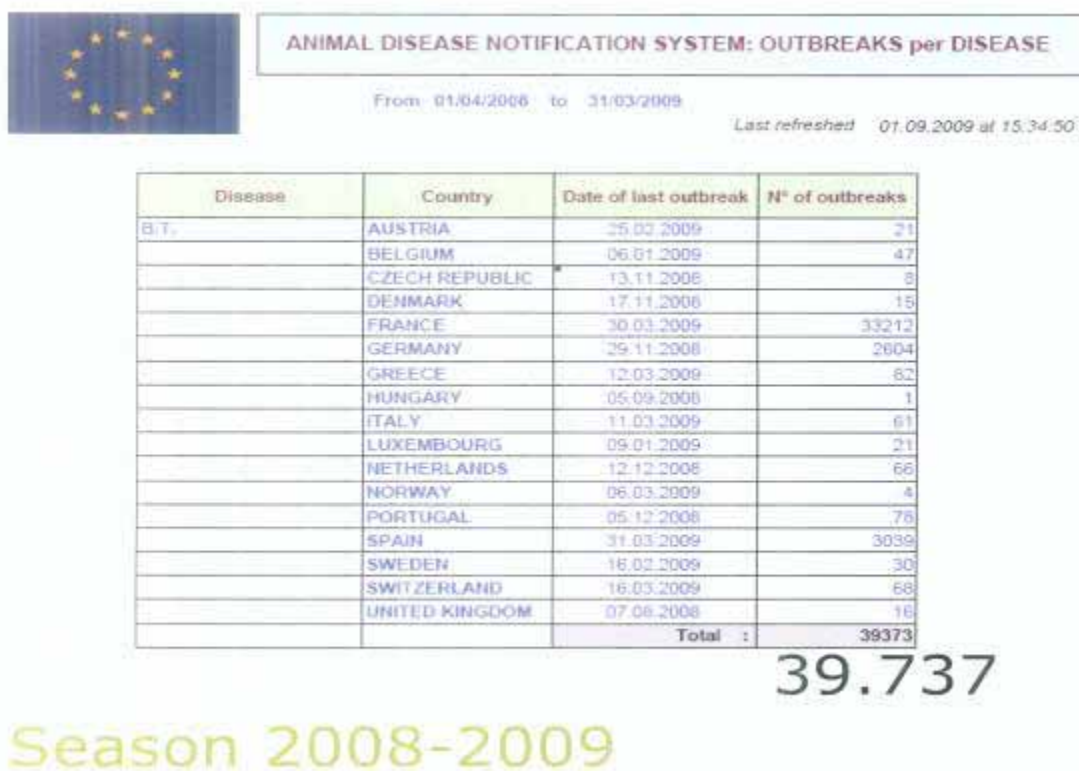 ANIMAL DISEASE NOTIFICATION SYSTEM: OUTBREAKS per DISEASE
From 01/04/2008 to 31/03/2009
Last refreshed 01.09.2009 at 15:34:50
Disease Country Date of last outbreak N° of outbreaks
B.T. AUSTRIA 25.02.2009 21
BELGIUM 06.01.2009 47
CZECH REPUBLIC 13.11.2008 8
DENMARK 17.11.2008 15
FRANCE 30.03.2009 33212
GERMANY 29.11.2008 2604
GREECE 12.03.2009 82
HUNGARY 05.09.2008 1
ITALY 11.03.2009 61
LUXEMBOURG 09.01.2009 21
NETHERLANDS 12.12.2008 66
NORWAY 06.03.2009 4
PORTUGAL 05.12.2008 78
SPAIN 31.03.2009 3039
SWEDEN 16.02.2009 30
SWITZERLAND 16.03.2009 68
UNITED KINGDOM 07.08.2008 16
Total : 39373
39.737
Season 2008-2009